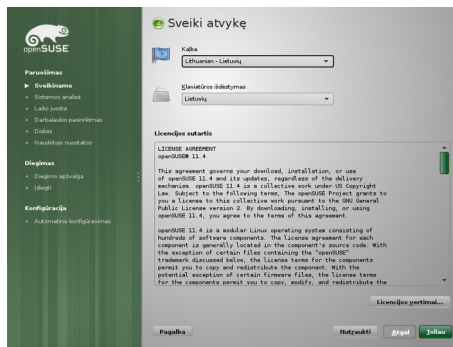 openSUSE
Paruošimas
Sveikiname
Sistemos analizė
Laiko juosta
Darbalaukio pasirinkimas
Diskas
Naudotojo nuostatos
Diegimas
Diegimo apžvalga
Įdiegti
Konfigūracija
Automatinis konfigūravimas
Sveiki atvykę
Kalba
Lithuanian - Lietuvių
Klaviatūros išdėstymas
Lietuvių
Licencijos sutartis
LICENSE AGREEMENT
openSUSE® 11.4
This agreement governs your download, installation, or use
of openSUSE 11.4 and its updates, regardless of the delivery
mechanism. openSUSE 11.4 is a collective work under US Copyright
Law. Subject to the following terms, The openSUSE Project grants to
you a license to this collective work pursuant to the GNU General
Public License version 2. By downloading, installing, or using
openSUSE 11.4, you agree to the terms of this agreement.
openSUSE 11.4 is a modular Linux operating system consisting of
hundreds of software components. The license agreement for each
component is generally located in the component's source code. With
the exception of certain files containing the "openSUSE"
trademark discussed below, the license terms for the components
permit you to copy and redistribute the component. With the
potential exception of certain firmware files, the license terms
for the components permit you to copy, modify, and redistribute the
Licencijos vertimai...
Pagalba
Nutraukti
Atgal
Toliau